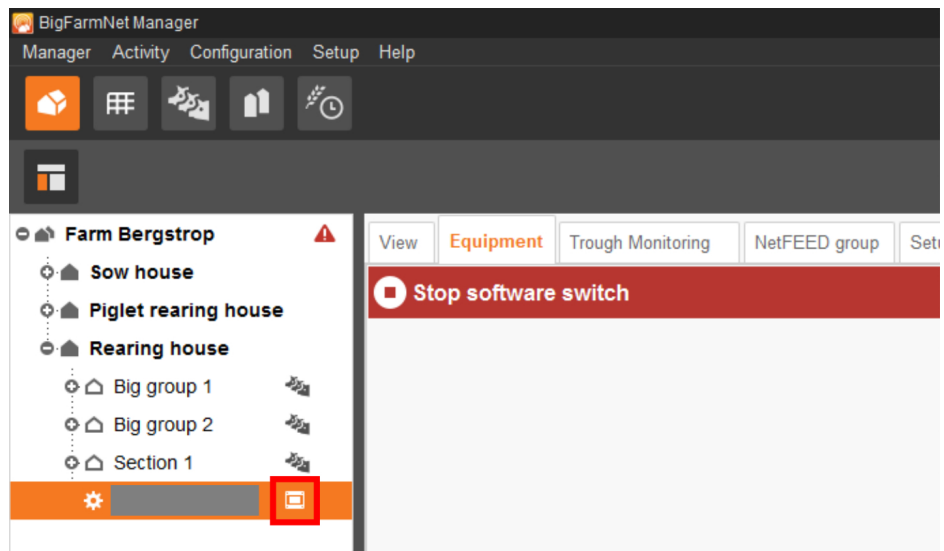 BigFarmNet Manager
Manager Activity Configuration Setup Help
Farm Bergstrop
Sow house
Piglet rearing house
Rearing house
Big group 1
Big group 2
Section 1
View Equipment Trough Monitoring NetFEED group
Stop software switch